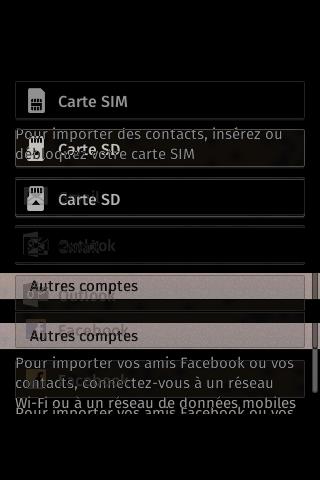 Carte SIM
Pour importer des contacts, insérez ou
débloquez votre carte SIM
Carte SD
Gmail
Carte SD
Outlook
Autres comptes
Outlook
Facebook
Autres comptes
Pour importer vos amis Facebook ou vos
contacts, connectez-vous à un réseau
Facebook
Wi-Fi ou à un réseau de données mobiles
Pour importer vos amis Facebook ou vos